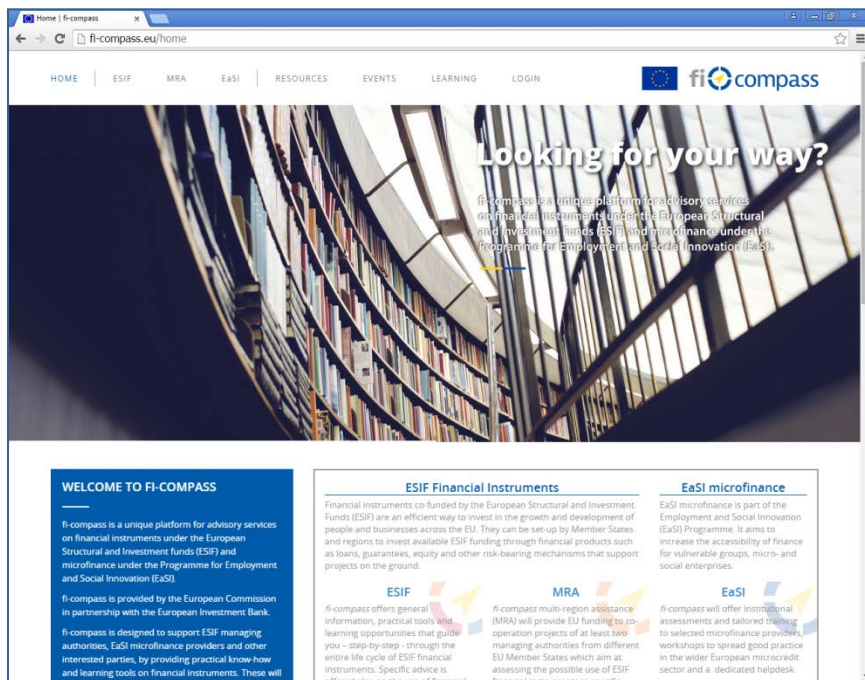 Home | fi-compass
fi-compass.eu/home
HOME ESIF MRA EaSI RESOURCES EVENTS LEARNING LOGIN
fi compass
Looking for your way?
fi-compass is a unique platform for advisory services
on financial instruments under the European Structural
and Investment Funds (ESIF) and microfinance under the
Programme for Employment and Social Innovation (EaSI).
WELCOME TO FI-COMPASS
fi-compass is a unique platform for advisory services
on financial instruments under the European
Structural and Investment funds (ESIF) and
microfinance under the Programme for Employment
and Social Innovation (EaSI).
fi-compass is provided by the European Commission
in partnership with the European Investment Bank.
fi-compass is designed to support ESIF managing
authorities, EaSI microfinance providers and other
interested parties, by providing practical know-how
and learning tools on financial instruments. These will
ESIF Financial Instruments
Financial instruments co-funded by the European Structural and Investment
Funds (ESIF) are an efficient way to invest in the growth and development of
people and businesses across the EU. They can be set-up by Member States
and regions to invest available ESIF funding through financial products such
as loans, guarantees, equity and other risk-bearing mechanisms that support
projects on the ground.
EaSI microfinance
EaSI microfinance is part of the
Employment and Social Innovation
(EaSI) Programme. It aims to
increase the accessibility of finance
for vulnerable groups, micro- and
social enterprises.
ESIF
fi-compass offers general
information, practical tools and
learning opportunities that guide
you – step-by-step - through the
entire life cycle of ESIF financial
instruments. Specific advice is
MRA
fi-compass multi-region assistance
(MRA) will provide EU funding to co-
operation projects of at least two
managing authorities from different
EU Member States which aim at
assessing the possible use of ESIF
EaSI
fi-compass will offer institutional
assessments and tailored training
to selected microfinance providers,
workshops to spread good practice
in the wider European microcredit
sector and a dedicated helpdesk.